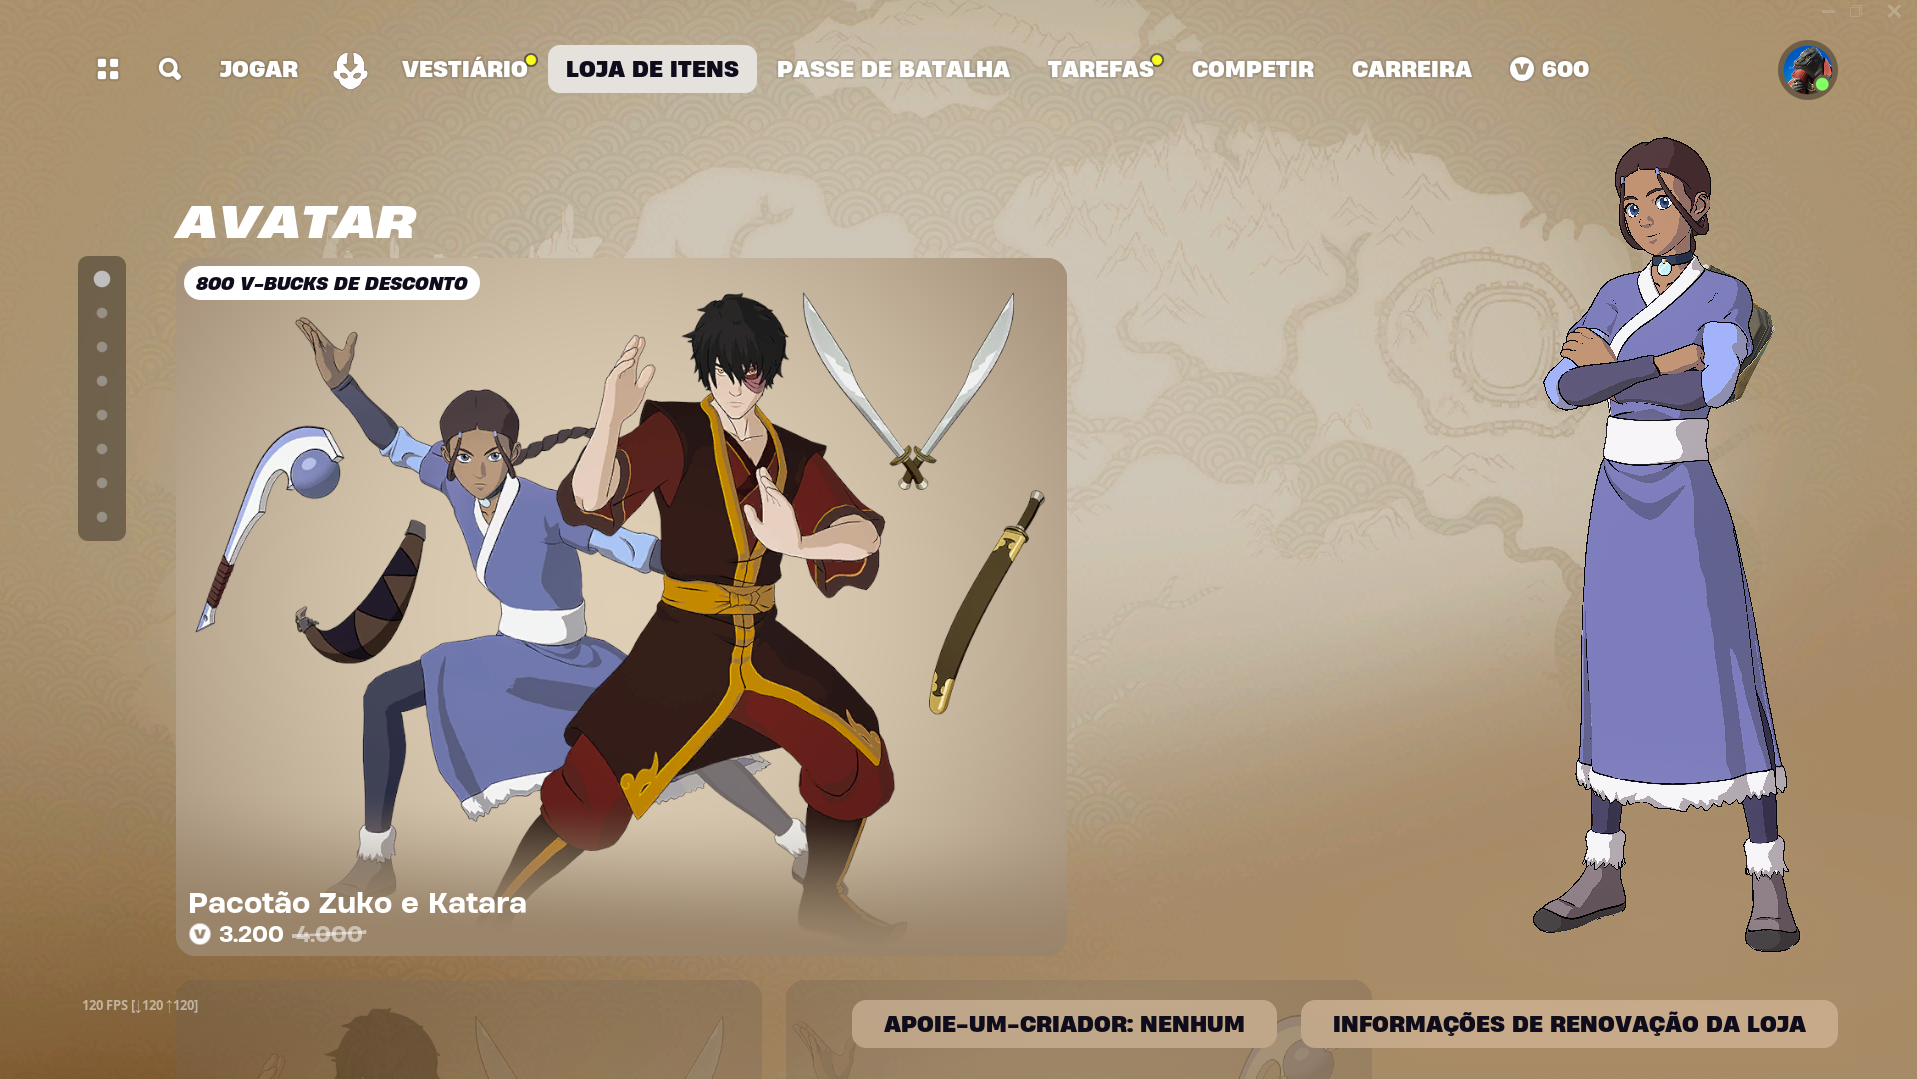 JOGAR
VESTIÁRIO
LOJA DE ITENS
PASSE DE BATALHA
TAREFAS
COMPETIR
CARREIRA
600
AVATAR
800 V-BUCKS DE DESCONTO
Pacotão Zuko e Katara
3.200 4.000
120 FPS [↓120 ↑120]
APOIE-UM-CRIADOR: NENHUM
INFORMAÇÕES DE RENOVAÇÃO DA LOJA